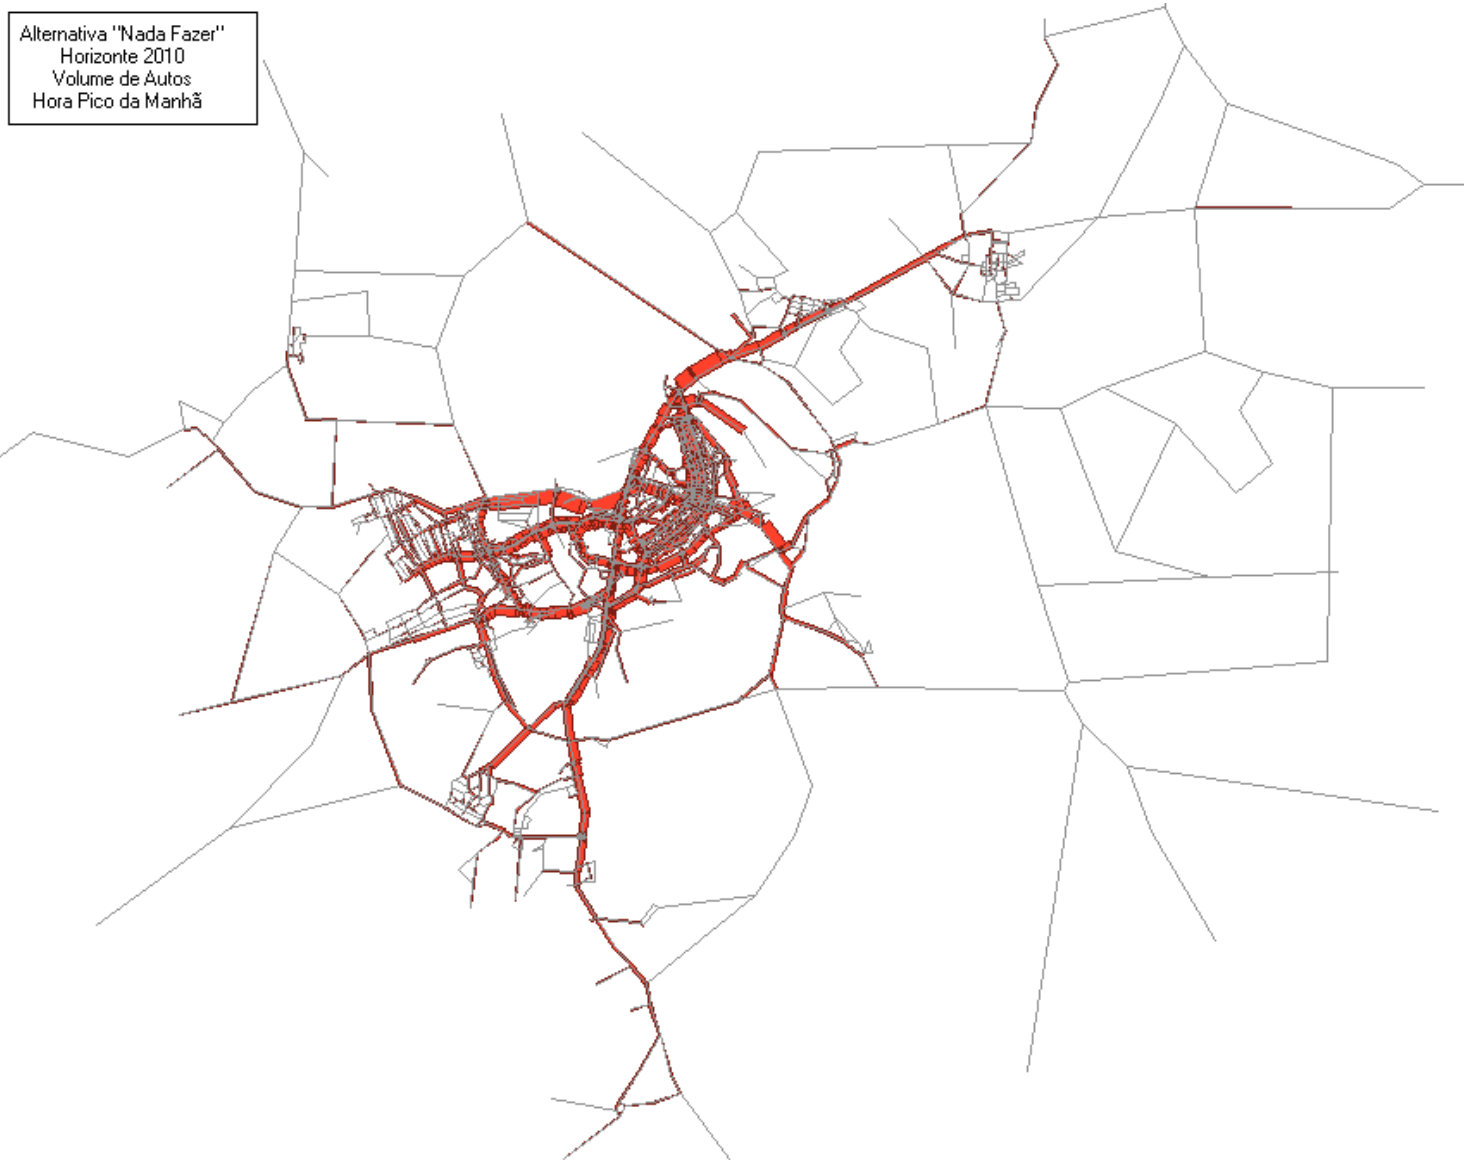 Alternativa "Nada Fazer"
Horizonte 2010
Volume de Autos
Hora Pico da Manhã